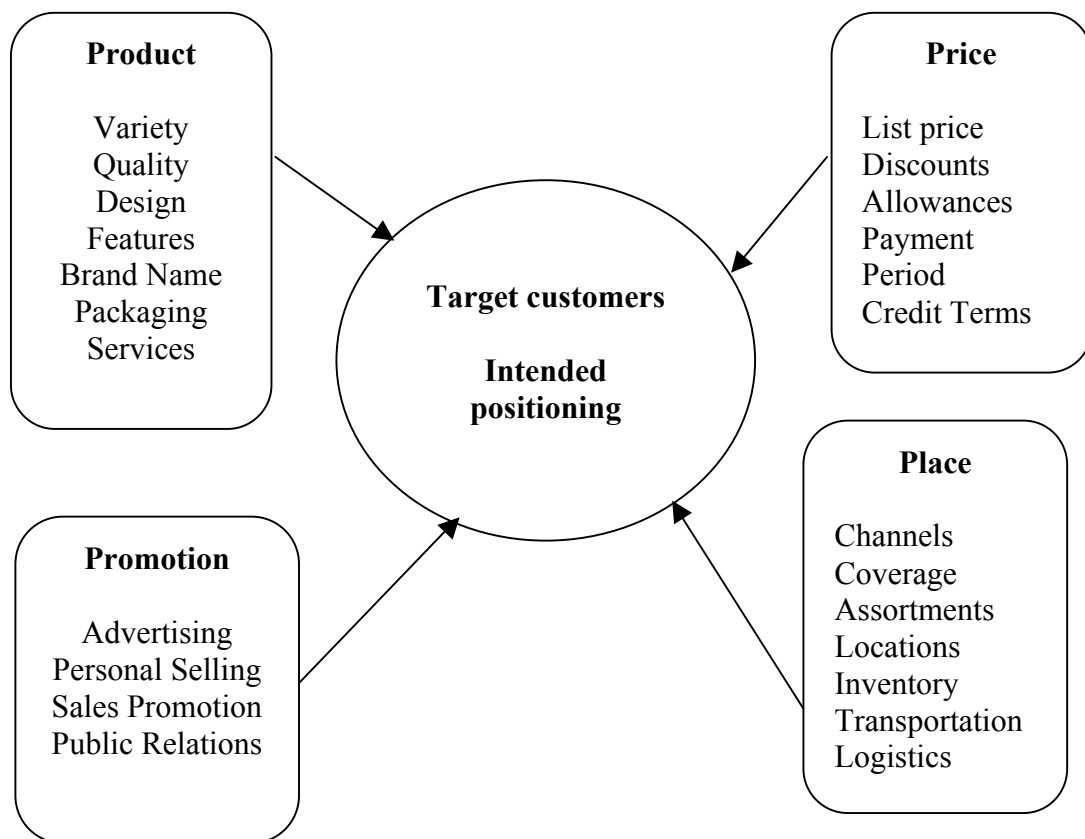 Product
Variety
Quality
Design
Features
Brand Name
Packaging
Services
Price
List price
Discounts
Allowances
Payment
Period
Credit Terms
Target customers
Intended
positioning
Promotion
Advertising
Personal Selling
Sales Promotion
Public Relations
Place
Channels
Coverage
Assortments
Locations
Inventory
Transportation
Logistics